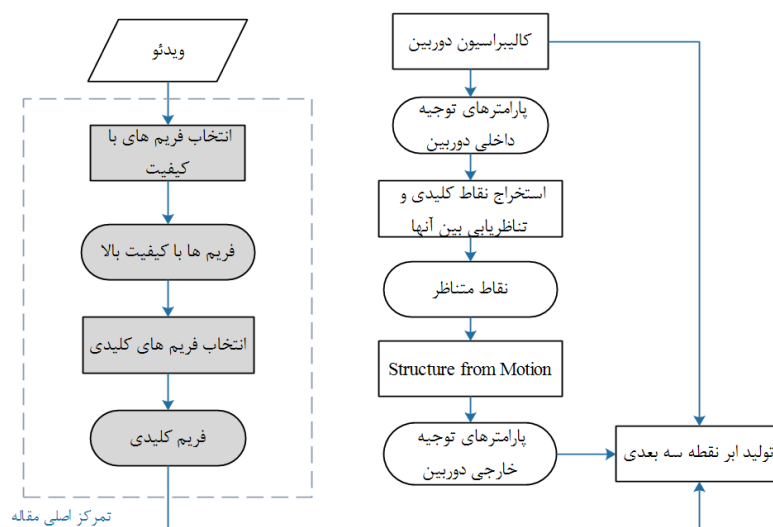 ویدئو
انتخاب فریم های با
کیفیت
فریم ها با کیفیت بالا
انتخاب فریم های کلیدی
فریم کلیدی
تمرکز اصلی مقاله
کالیبراسیون دوربین
پارامترهای توجیه
داخلی دوربین
استخراج نقاط کلیدی و
تناظریابی بین آنها
نقاط متناظر
Structure from Motion
پارامترهای توجیه
خارجی دوربین
تولید ابر نقطه سه بعدی